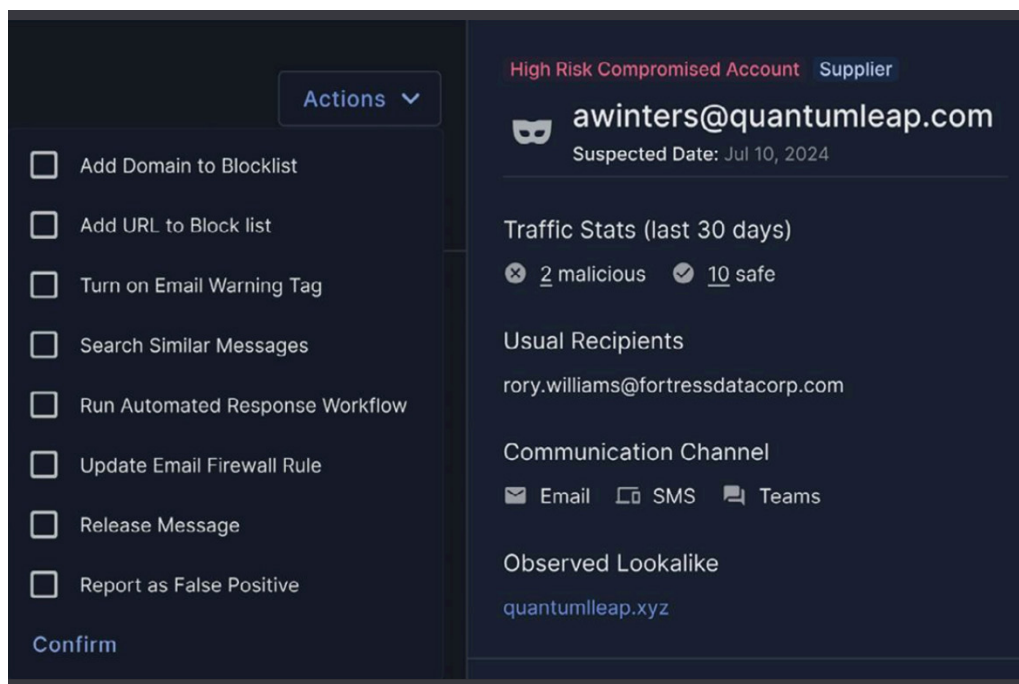 Actions
Add Domain to Blocklist
Add URL to Block list
Turn on Email Warning Tag
Search Similar Messages
Run Automated Response Workflow
Update Email Firewall Rule
Release Message
Report as False Positive
Confirm
High Risk Compromised Account Supplier
awinters@quantumleap.com
Suspected Date: Jul 10, 2024
Traffic Stats (last 30 days)
2 malicious 10 safe
Usual Recipients
rory.williams@fortressdatacorp.com
Communication Channel
Email SMS Teams
Observed Lookalike
quantumlleap.xyz